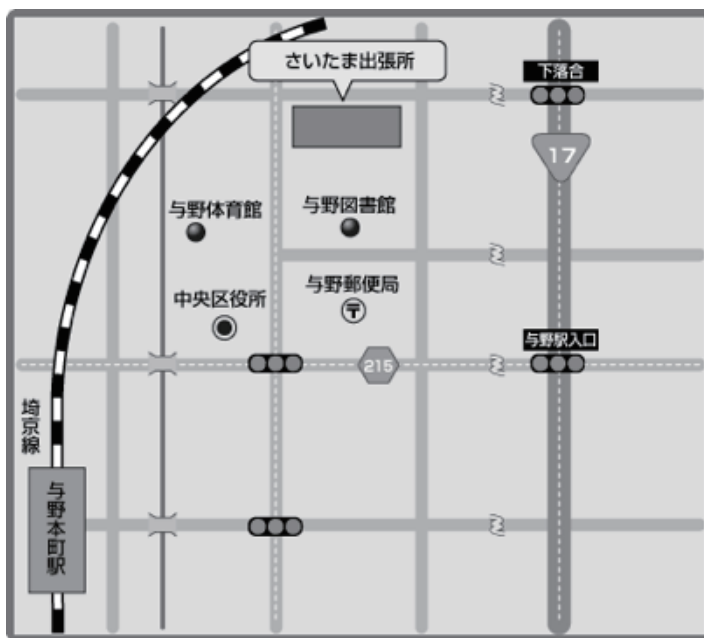 さいたま出張所
下落合
17
与野体育館
与野図書館
中央区役所
与野郵便局
〒
与野駅入口
215
埼京線
与野本町駅